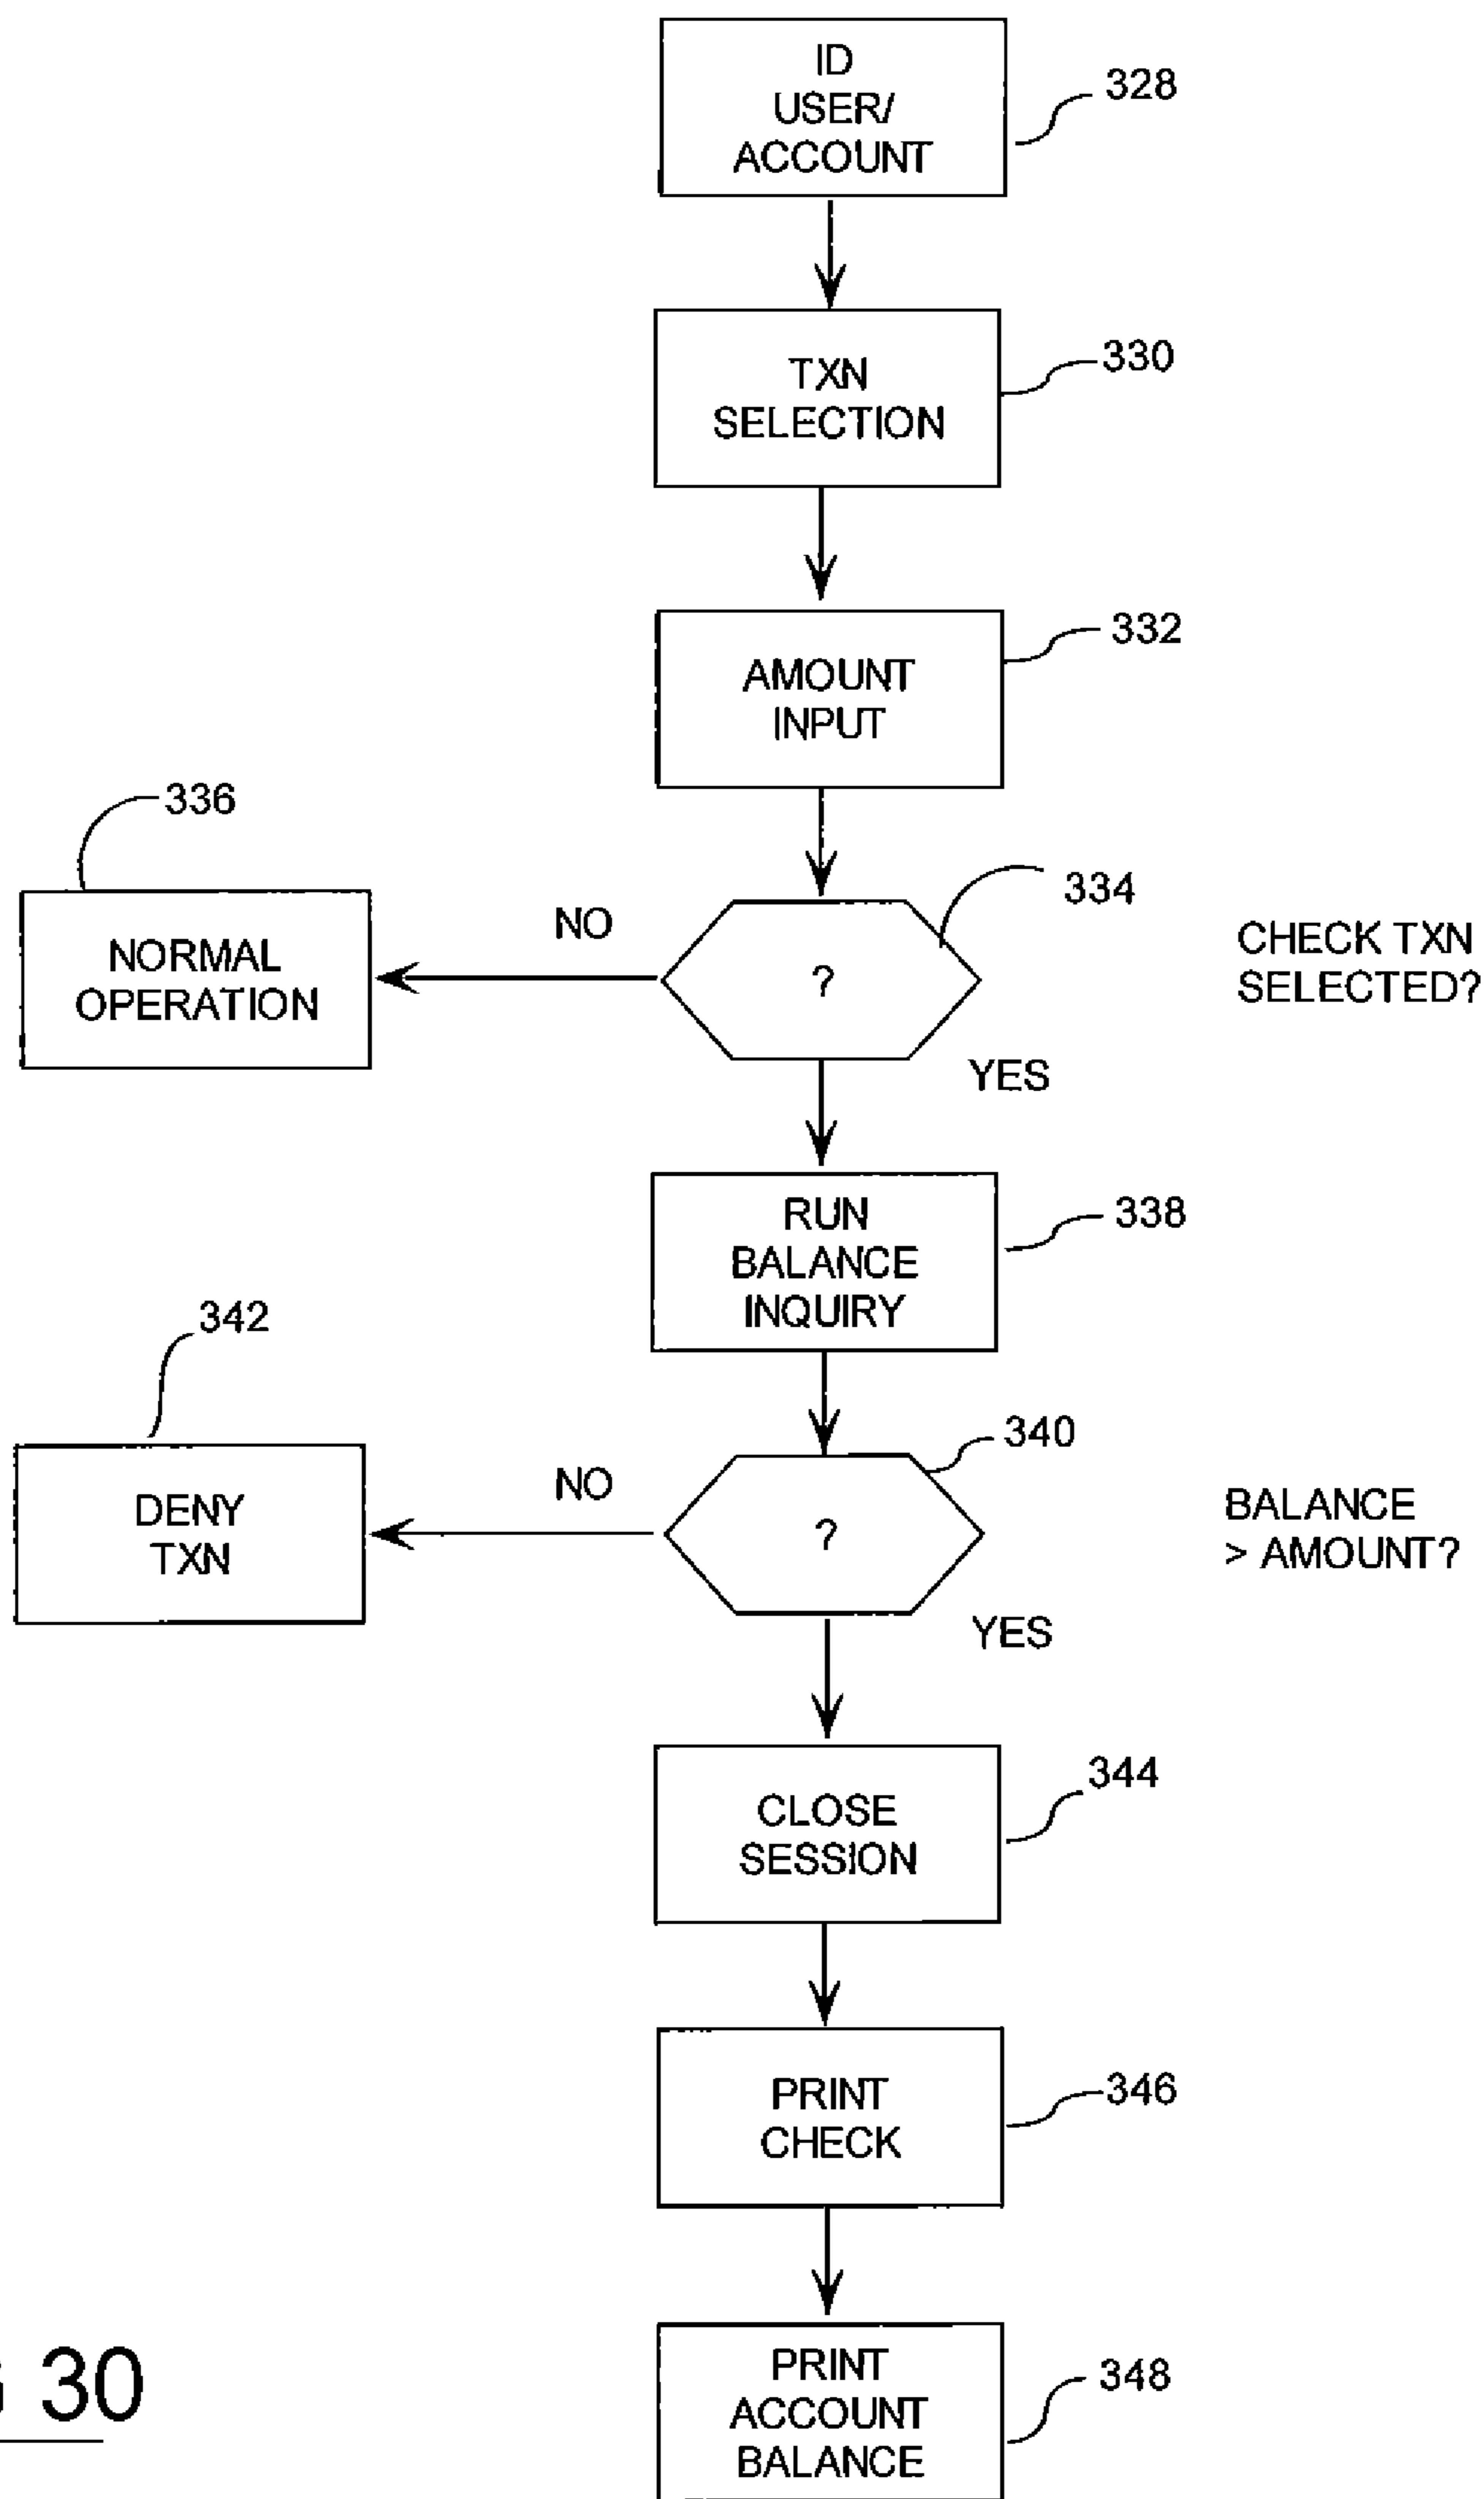 ID
USER/
ACCOUNT
328
TXN
SELECTION
330
AMOUNT
INPUT
332
336
NORMAL
OPERATION
NO
?
334
CHECK TXN
SELECTED?
YES
RUN
BALANCE
INQUIRY
338
342
DENY
TXN
NO
?
340
BALANCE
> AMOUNT?
YES
CLOSE
SESSION
344
PRINT
CHECK
346
PRINT
ACCOUNT
BALANCE
348
30